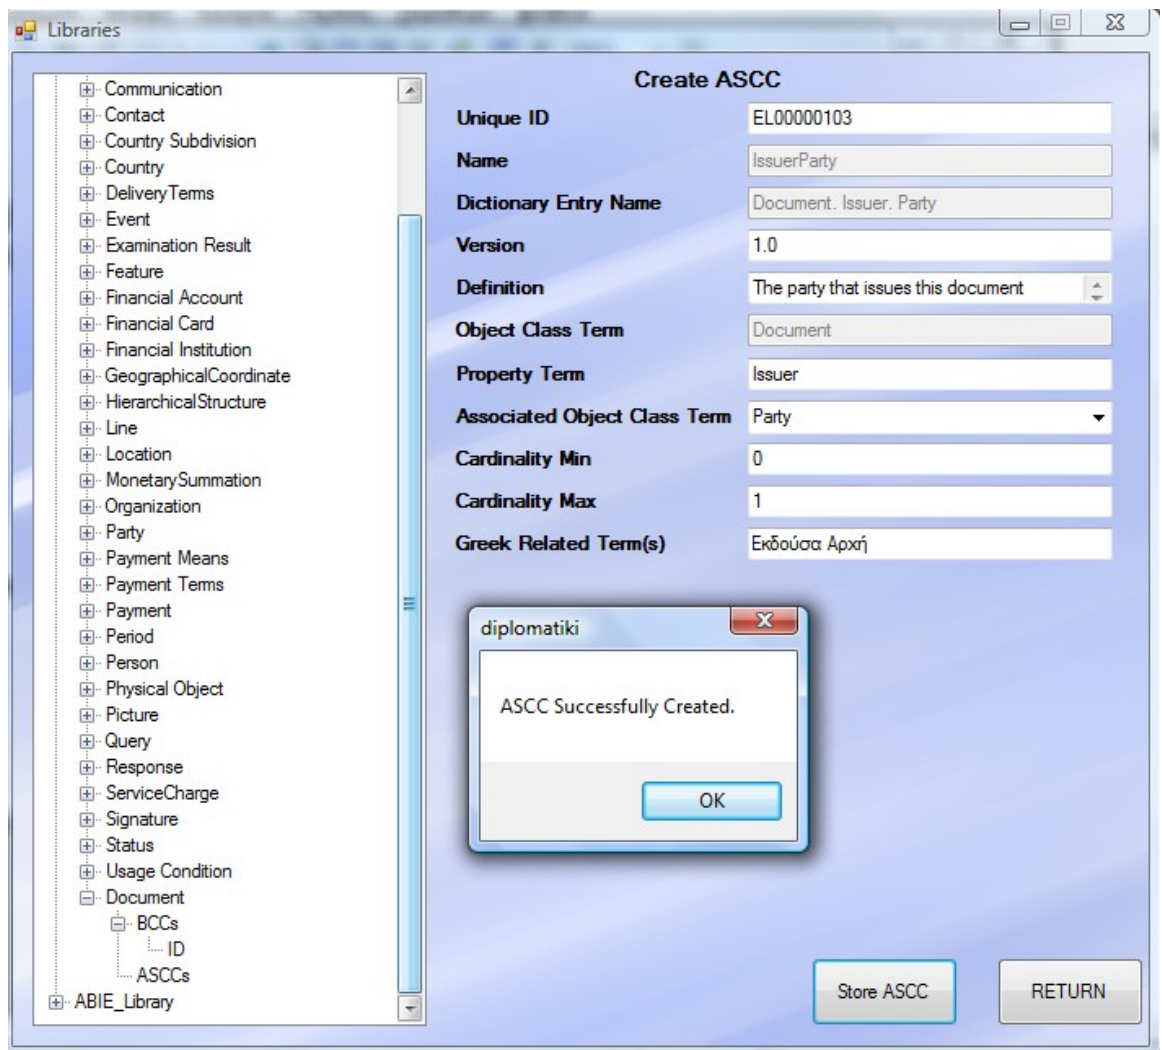 Libraries
Communication
Contact
Country Subdivision
Country
DeliveryTerms
Event
Examination Result
Feature
Financial Account
Financial Card
Financial Institution
GeographicalCoordinate
HierarchicalStructure
Line
Location
MonetarySummation
Organization
Party
Payment Means
Payment Terms
Payment
Period
Person
Physical Object
Picture
Query
Response
ServiceCharge
Signature
Status
Usage Condition
Document
BCCs
ID
ASCCs
ABIE_Library
Create ASCC
Unique ID EL00000103
Name IssuerParty
Dictionary Entry Name Document. Issuer. Party
Version 1.0
Definition The party that issues this document
Object Class Term Document
Property Term Issuer
Associated Object Class Term Party
Cardinality Min 0
Cardinality Max 1
Greek Related Term(s) Εκδούσα Αρχή
diplomatiki
ASCC Successfully Created.
OK
Store ASCC RETURN